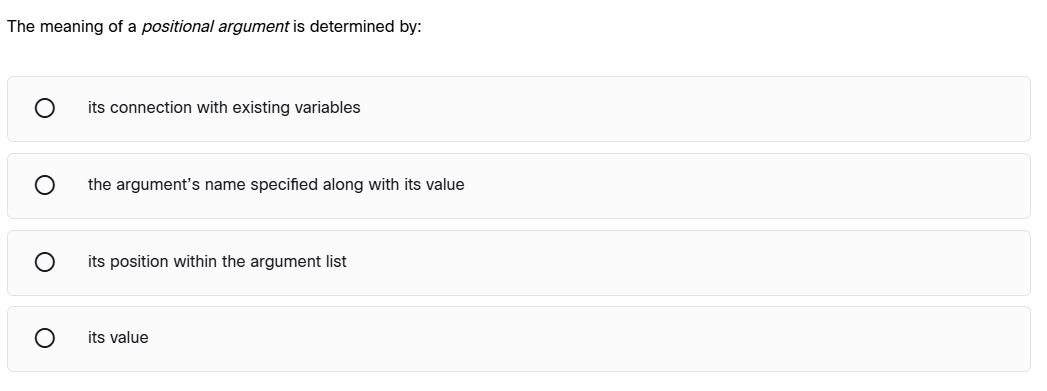 The meaning of a positional argument is determined by:
its connection with existing variables
the argument’s name specified along with its value
its position within the argument list
its value